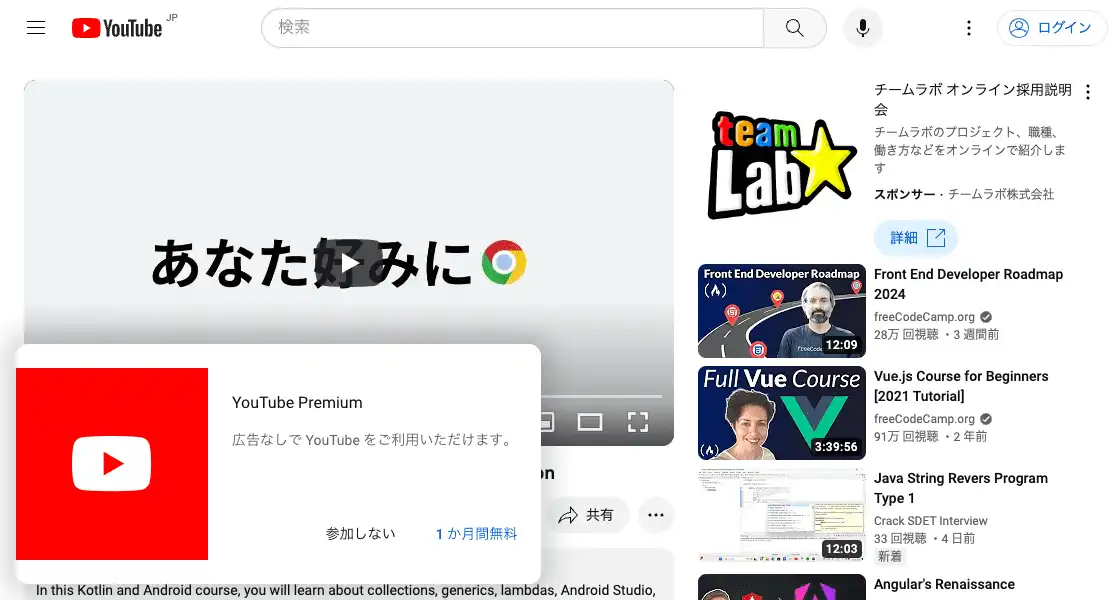 YouTube JP
検索
ログイン
あなた好みに
YouTube Premium
広告なしで YouTube をご利用いただけます。
参加しない
1 か月間無料
on
共有
In this Kotlin and Android course, you will learn about collections, generics, lambdas, Android Studio,
team
Lab
チームラボ オンライン採用説明
会
チームラボのプロジェクト、職種、
働き方などをオンラインで紹介しま
す
スポンサー・チームラボ株式会社
詳細
Front End Developer Roadmap
12:09
Front End Developer Roadmap
2024
freeCodeCamp.org
28万 回視聴 ・3 週間前
Full Vue Course
3:39:56
Vue.js Course for Beginners
[2021 Tutorial]
freeCodeCamp.org
91万 回視聴 ・2 年前
12:03
Java String Revers Program
Type 1
Crack SDET Interview
33 回視聴 ・4 日前
新着
Angular's Renaissance